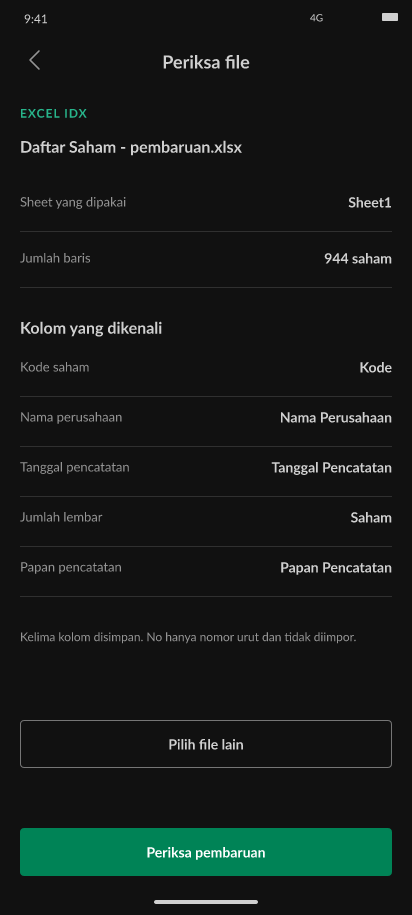 9:41
4G
Periksa file
EXCEL IDX
Daftar Saham - pembaruan.xlsx
Sheet yang dipakai Sheet1
Jumlah baris 944 saham
Kolom yang dikenali
Kode saham Kode
Nama perusahaan Nama Perusahaan
Tanggal pencatatan Tanggal Pencatatan
Jumlah lembar Saham
Papan pencatatan Papan Pencatatan
Kelima kolom disimpan. No hanya nomor urut dan tidak diimpor.
Pilih file lain
Periksa pembaruan